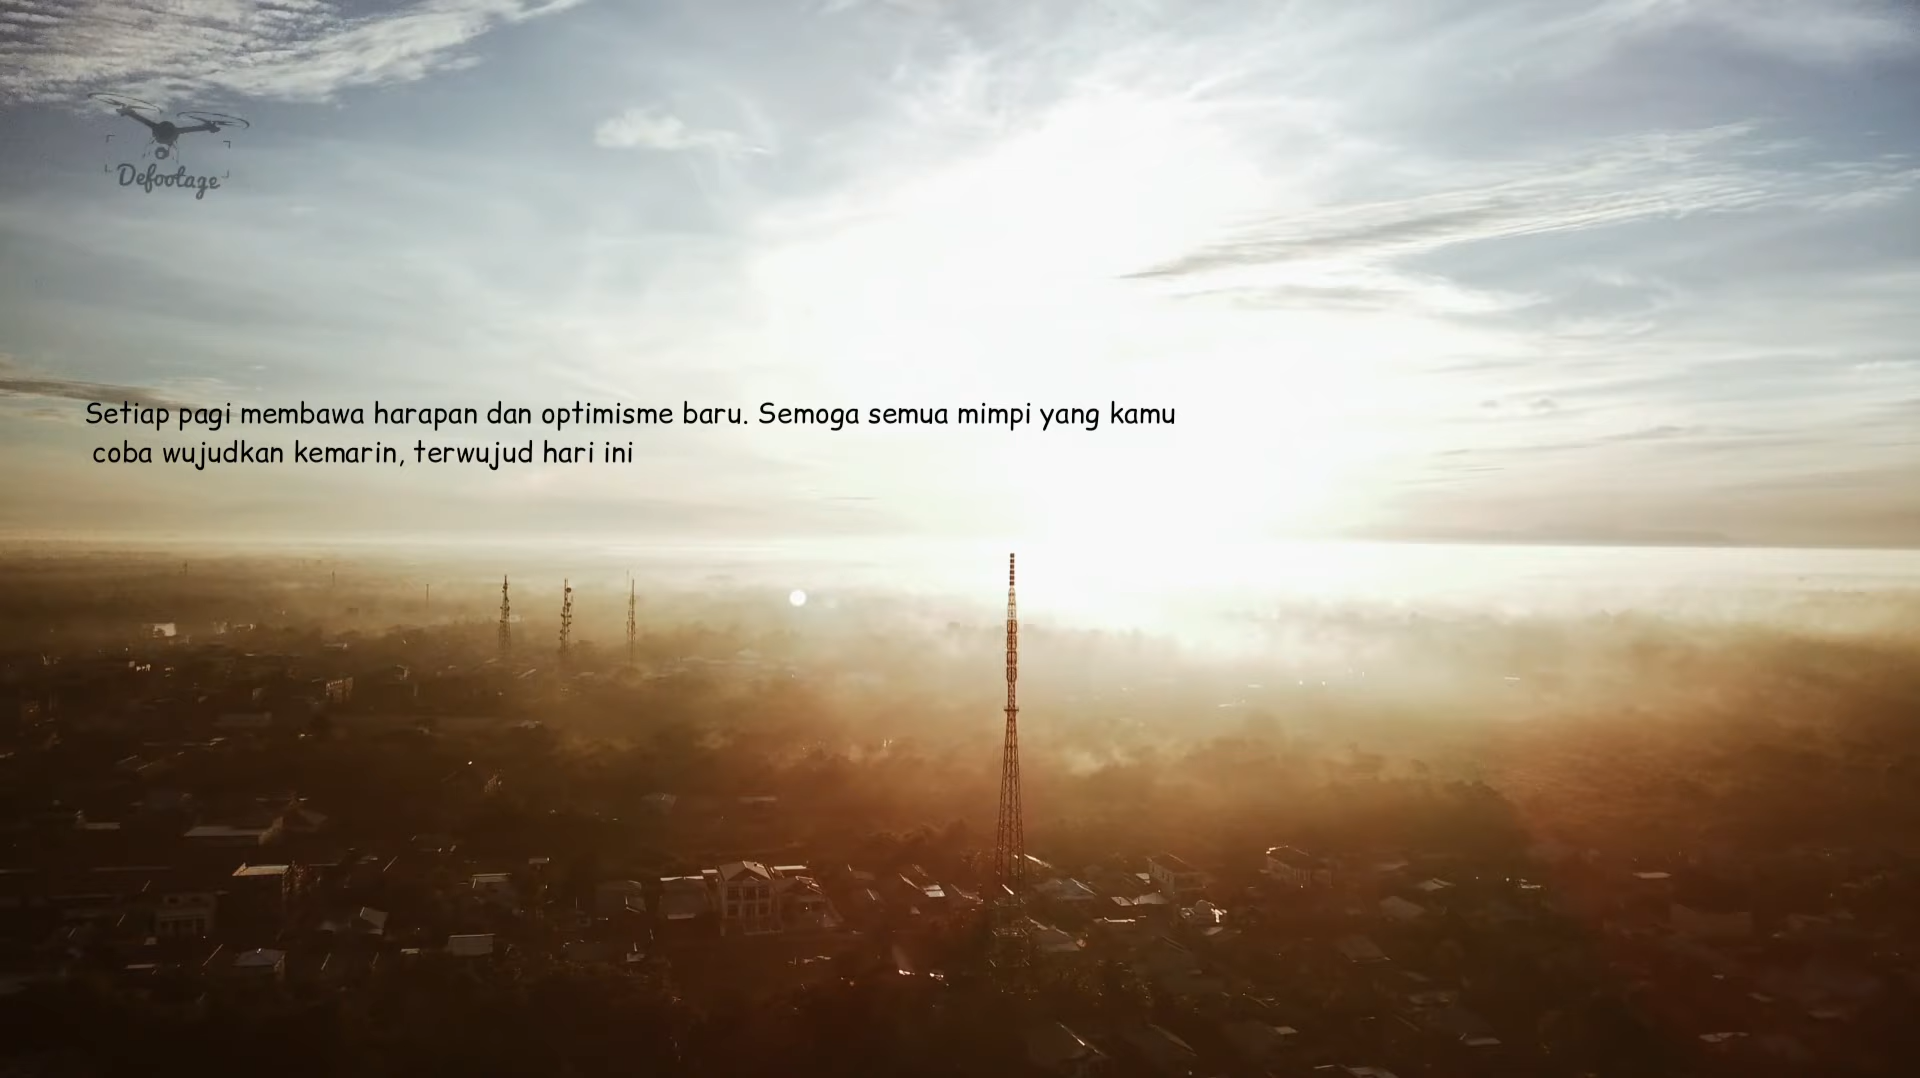 Defootage
Setiap pagi membawa harapan dan optimisme baru. Semoga semua mimpi yang kamu
coba wujudkan kemarin, terwujud hari ini